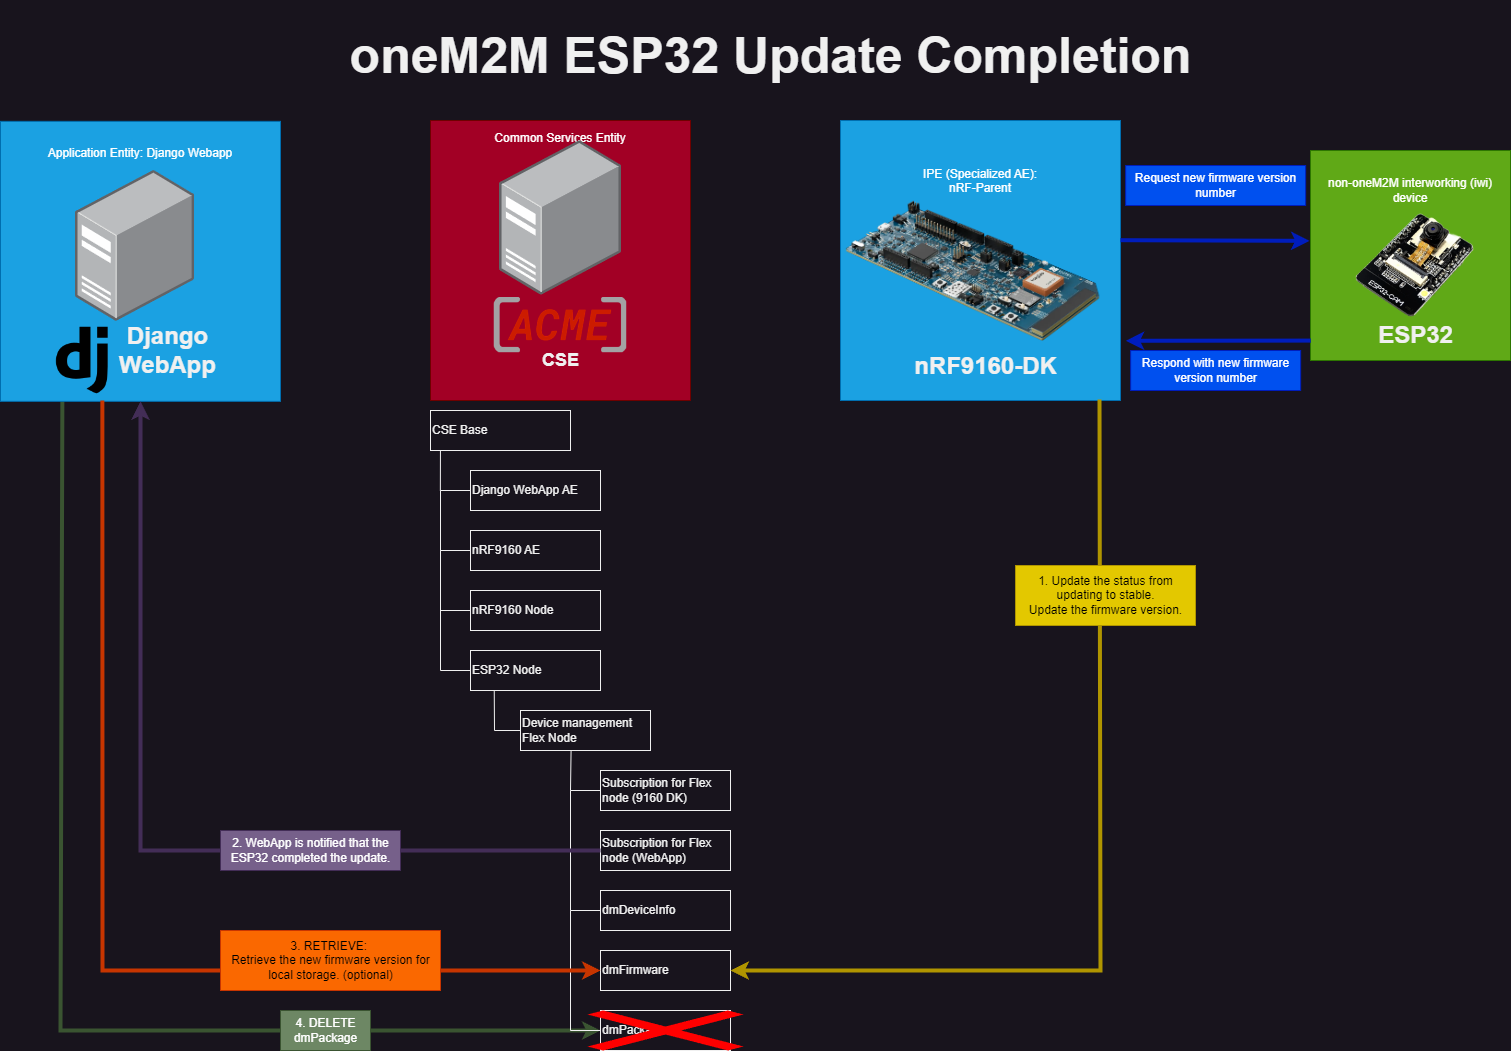 oneM2M ESP32 Update Completion
Application Entity: Django Webapp
dj
Django
WebApp
Common Services Entity
[ACME]
CSE
IPE (Specialized AE):
nRF-Parent
nRF9160-DK
Request new firmware version
number
Respond with new firmware
version number
non-oneM2M interworking (iwi)
device
ESP32-CAM
ESP32
CSE Base
Django WebApp AE
nRF9160 AE
nRF9160 Node
ESP32 Node
Device management
Flex Node
Subscription for Flex
node (9160 DK)
Subscription for Flex
node (WebApp)
dmDeviceInfo
dmFirmware
1. Update the status from
updating to stable.
Update the firmware version.
2. WebApp is notified that the
ESP32 completed the update.
3. RETRIEVE:
Retrieve the new firmware version for
local storage. (optional)
4. DELETE
dmPackage
dmPack